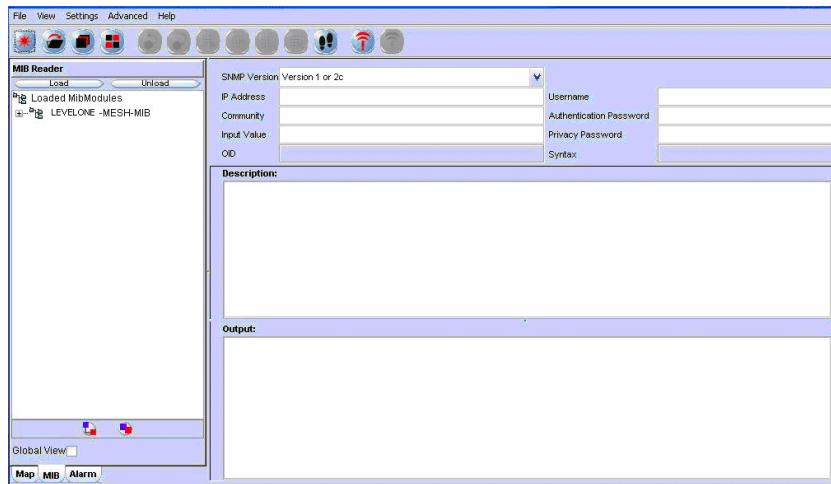 File View Settings Advanced Help
MIB Reader
Load Unload
Loaded MibModules
LEVELONE -MESH-MIB
SNMP Version Version 1 or 2c
IP Address Username
Community Authentication Password
Input Value Privacy Password
OID Syntax
Description:
Output:
Global View
Map MIB Alarm